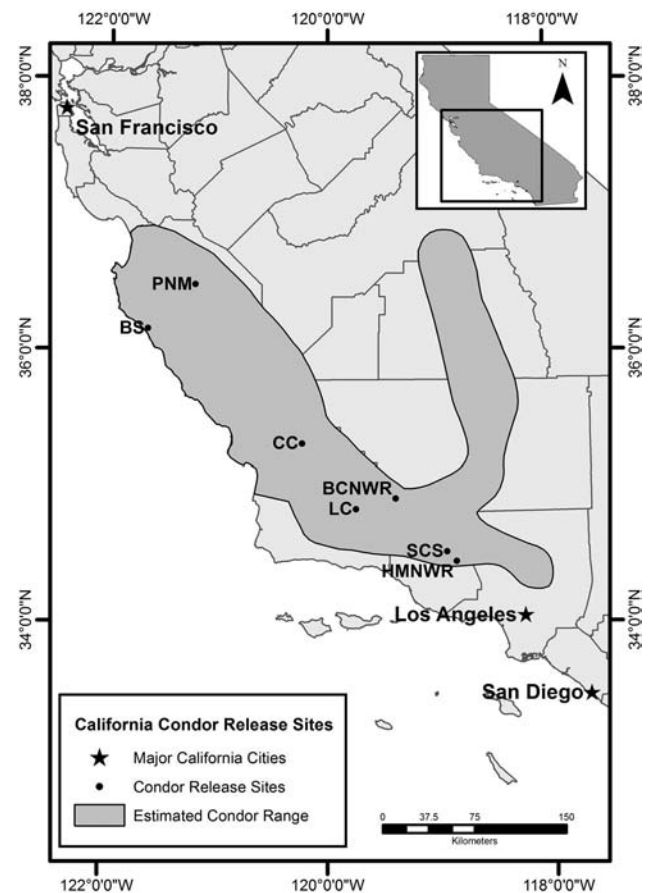 122°0'0"W
120°0'0"W
118°0'0"W
38°0'0"N
38°0'0"N
N
San Francisco
PNM
BS
36°0'0"N
36°0'0"N
CC
BCNWR
LC
SCS
HMNWR
Los Angeles
34°0'0"N
34°0'0"N
San Diego
California Condor Release Sites
Major California Cities
Condor Release Sites
Estimated Condor Range
0 37.5 75 150
Kilometers
122°0'0"W
120°0'0"W
118°0'0"W